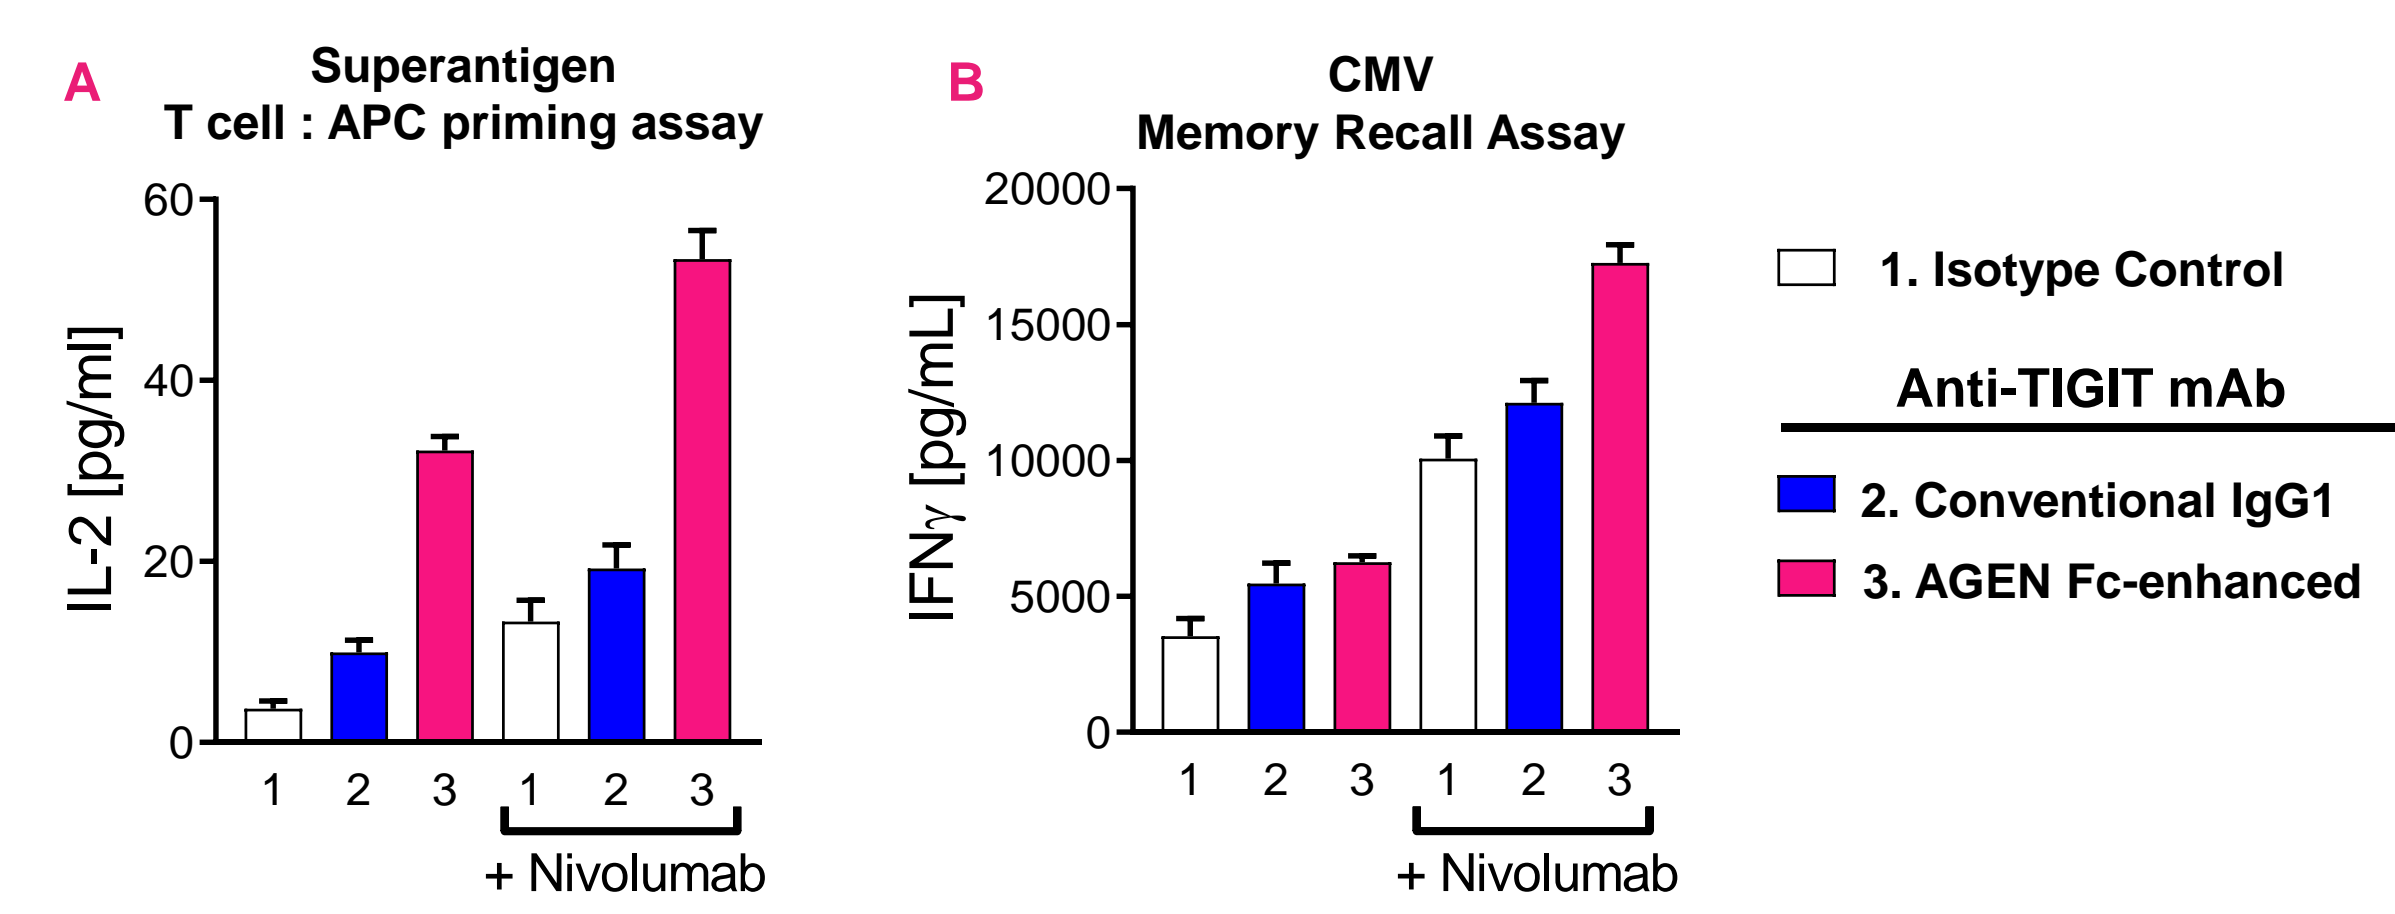 A
Superantigen
T cell : APC priming assay
IL-2 [pg/ml]
60
40
20
0
1 2 3 1 2 3
+ Nivolumab
B
CMV
Memory Recall Assay
IFNγ [pg/mL]
20000
15000
10000
5000
0
1 2 3 1 2 3
+ Nivolumab
1. Isotype Control
Anti-TIGIT mAb
2. Conventional IgG1
3. AGEN Fc-enhanced